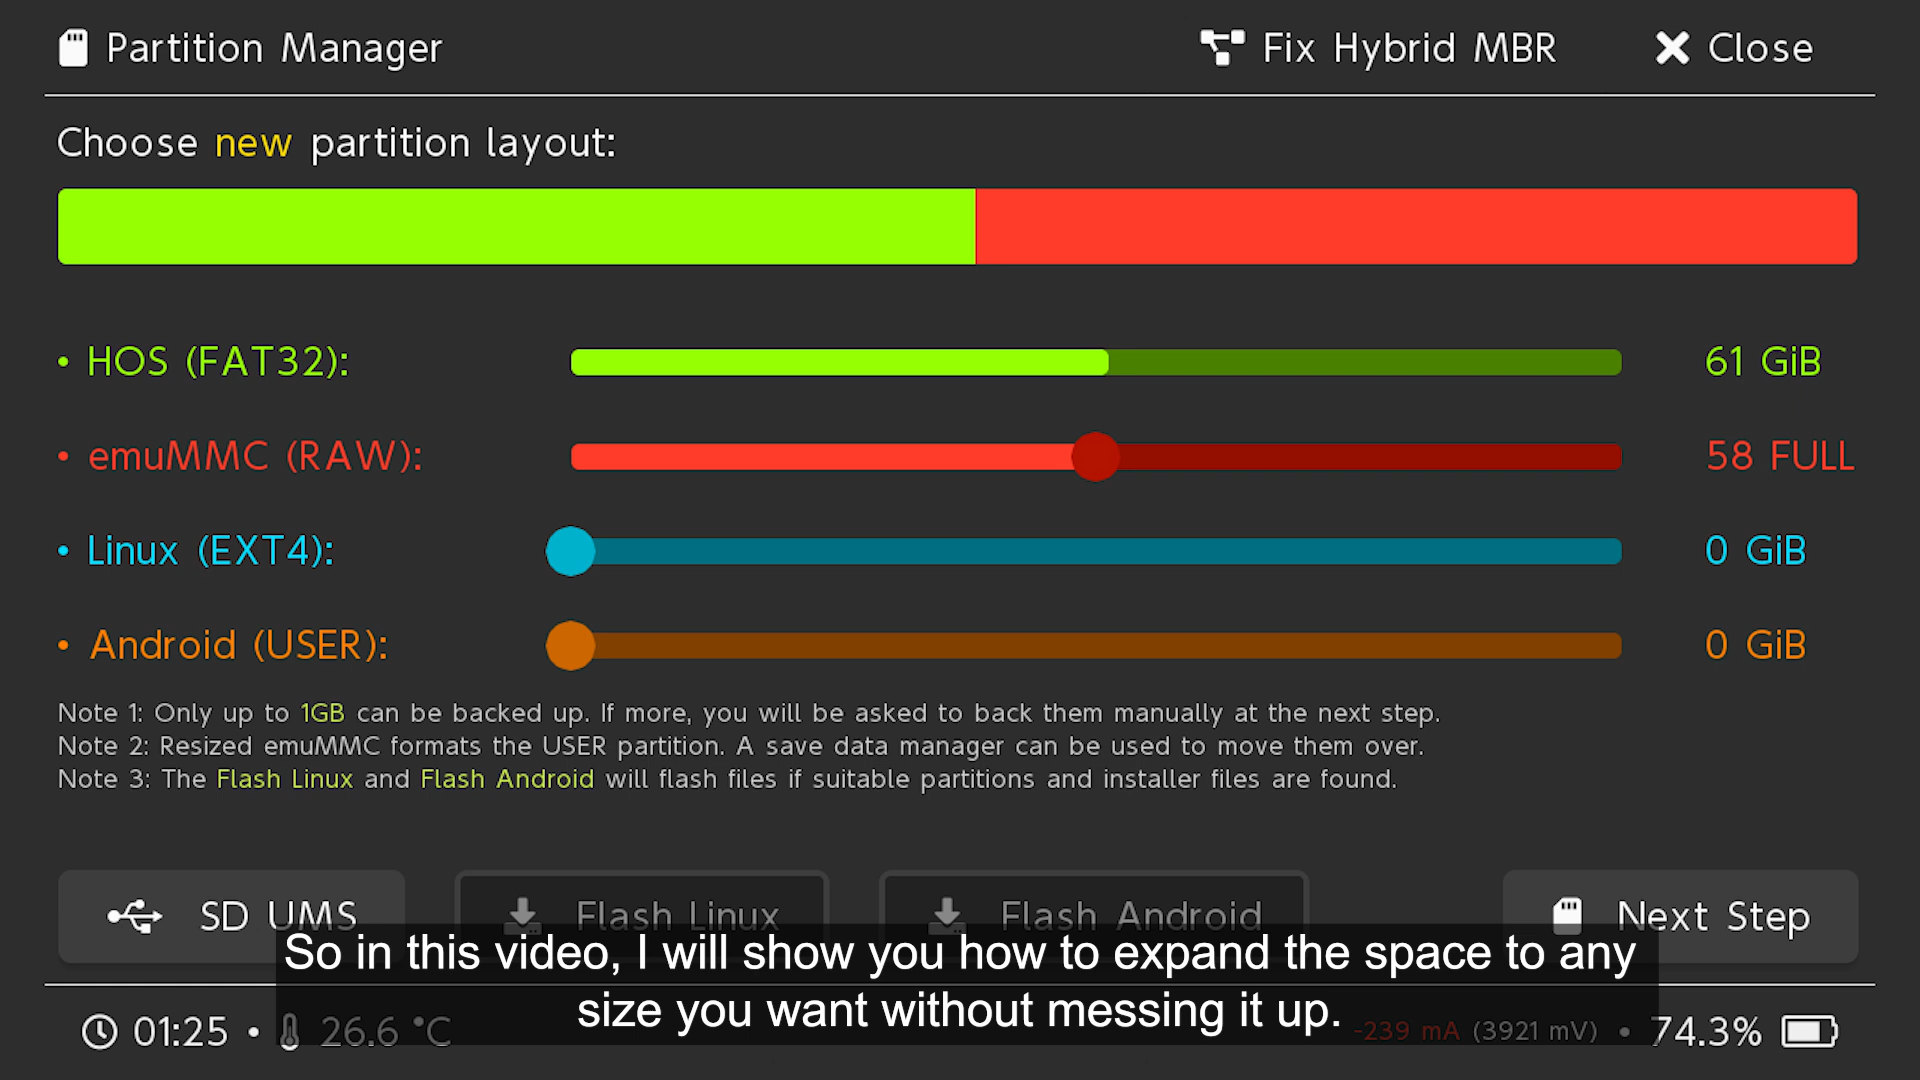 Partition Manager
Fix Hybrid MBR
Close
Choose new partition layout:
• HOS (FAT32):
61 GiB
• emuMMC (RAW):
58 FULL
• Linux (EXT4):
0 GiB
• Android (USER):
0 GiB
Note 1: Only up to 1GB can be backed up. If more, you will be asked to back them manually at the next step.
Note 2: Resized emuMMC formats the USER partition. A save data manager can be used to move them over.
Note 3: The Flash Linux and Flash Android will flash files if suitable partitions and installer files are found.
SD UMS
Flash Linux
Flash Android
Next Step
So in this video, I will show you how to expand the space to any
size you want without messing it up.
01:25 • 26.6 °C
-239 mA (3921 mV) • 74.3%